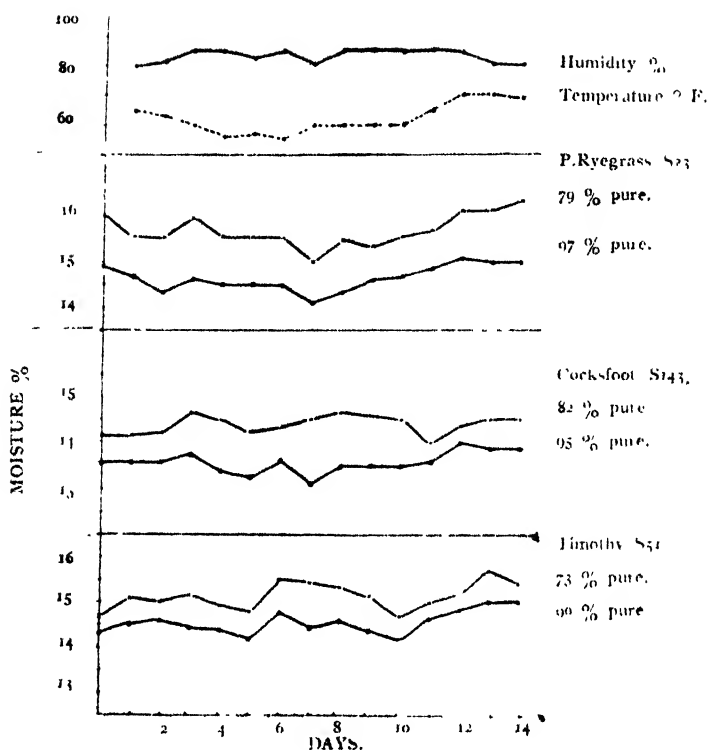 100
80
60
Humidity %
Temperature ° F.
P.Ryegrass S23
79 % pure.
97 % pure.
16
15
14
MOISTURE %
Cocksfoot S143.
82 % pure
95 % pure.
15
Timothy S51
73 % pure.
99 % pure
16
15
14
13
2 4 6 8 10 12 14
DAYS.